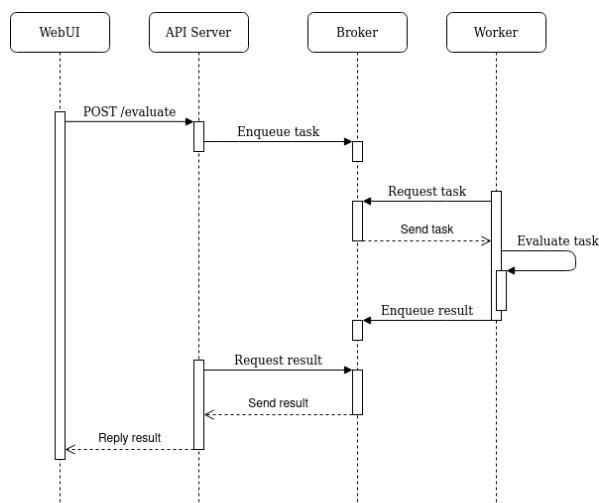 WebUI
API Server
Broker
Worker
POST /evaluate
Enqueue task
Request task
Send task
Evaluate task
Enqueue result
Request result
Send result
Reply result